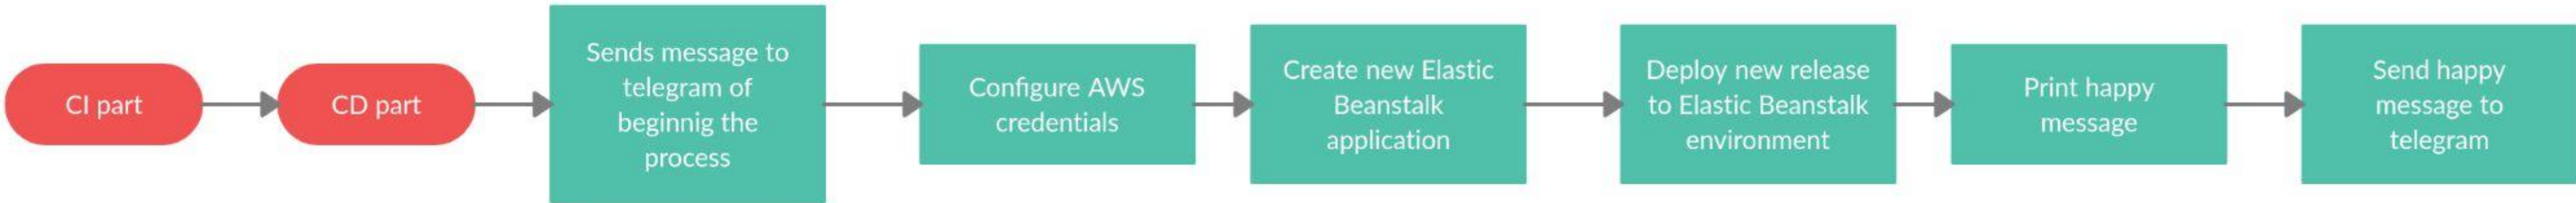 CI part
CD part
Sends message to
telegram of
beginnig the
process
Configure AWS
credentials
Create new Elastic
Beanstalk
application
Deploy new release
to Elastic Beanstalk
environment
Print happy
message
Send happy
message to
telegram